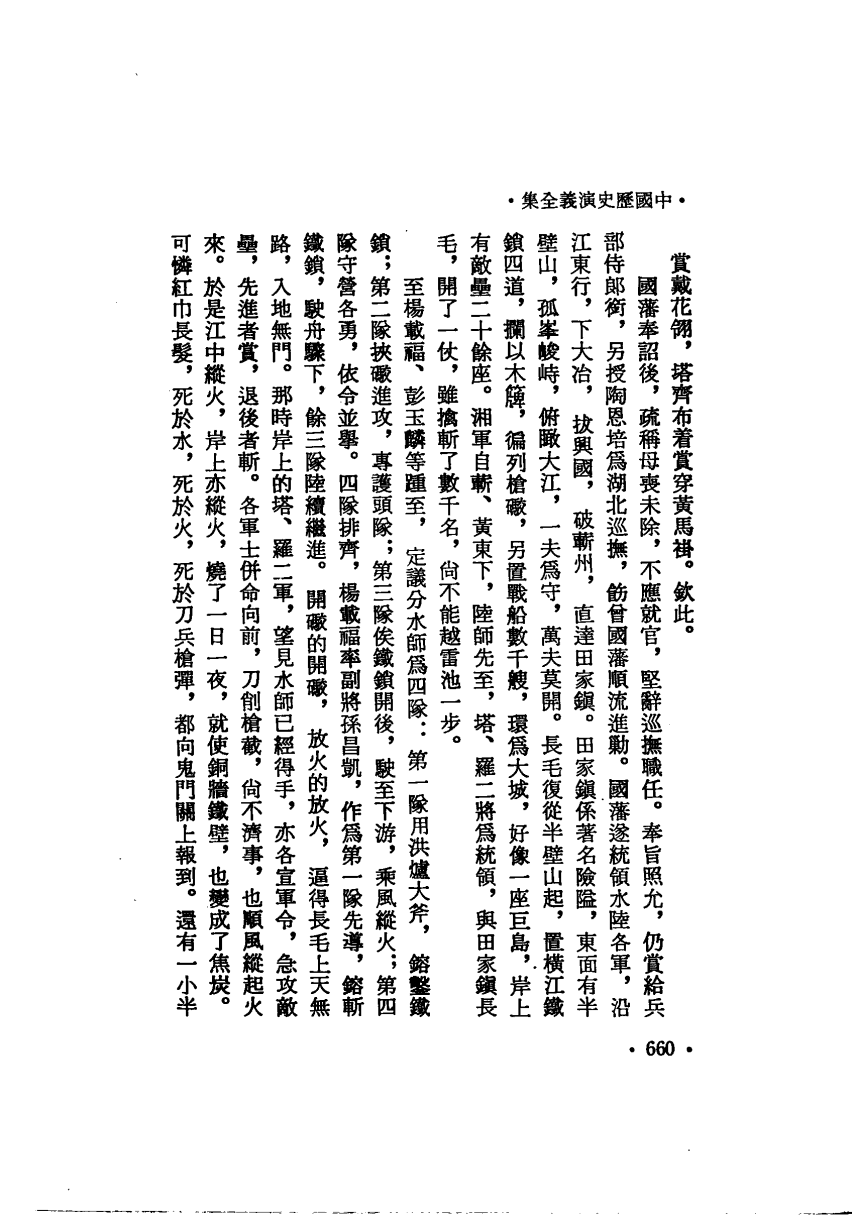 ·中國歷史演義全集·
賞戴花翎，塔齊布着賞穿黃馬褂。欽此。
國藩奉詔後，疏稱母喪未除，不應就官，堅辭巡撫職任。奉旨照允，仍賞給兵
部侍郎銜，另授陶恩培爲湖北巡撫，飭曾國藩順流進勦。國藩遂統領水陸各軍，沿
江東行，下大冶，拔興國，破蘄州，直達田家鎮。田家鎮係著名險隘，東面有半
壁山，孤峯峻峙，俯瞰大江，一夫爲守，萬夫莫開。長毛復從半壁山起，置橫江鐵
鎖四道，攔以木簰，徧列槍礮，另置戰船數千艘，環爲大城，好像一座巨島，岸上
有敵壘二十餘座。湘軍自蘄、黃東下，陸師先至，塔、羅二將爲統領，與田家鎮長
毛，開了一仗，雖擒斬了數千名，尙不能越雷池一步。
至楊載福、彭玉麟等踵至，定議分水師爲四隊：第一隊用洪爐大斧，鎔鑿鐵
鎖；第二隊挾礮進攻，專護頭隊；第三隊俟鐵鎖開後，駛至下游，乘風縱火；第四
隊守營各勇，依令並舉。四隊排齊，楊載福率副將孫昌凱，作爲第一隊先導，鎔斬
鐵鎖，駛舟驟下，餘三隊陸續繼進。開礮的開礮，放火的放火，逼得長毛上天無
路，入地無門。那時岸上的塔、羅二軍，望見水師已經得手，亦各宣軍令，急攻敵
壘，先進者賞，退後者斬。各軍士併命向前，刀削槍截，尙不濟事，也順風縱起火
來。於是江中縱火，岸上亦縱火，燒了一日一夜，就使銅牆鐵壁，也變成了焦炭。
可憐紅巾長髮，死於水，死於火，死於刀兵槍彈，都向鬼門關上報到。還有一小半
·660·